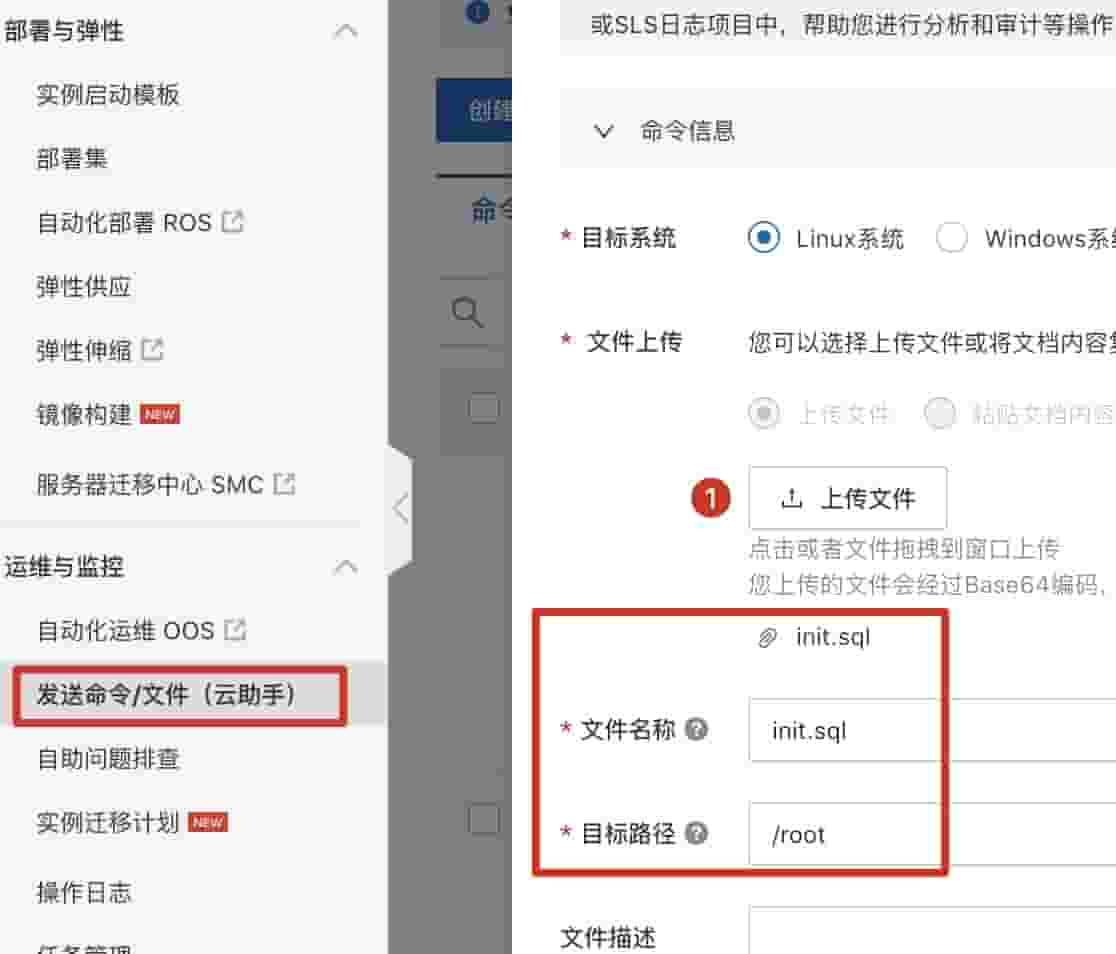 部署与弹性
实例启动模板
部署集
自动化部署 ROS
弹性供应
弹性伸缩
镜像构建 NEW
服务器迁移中心 SMC
运维与监控
自动化运维 OOS
发送命令/文件（云助手）
自助问题排查
实例迁移计划 NEW
操作日志
任务管理
创建
命令
或SLS日志项目中，帮助您进行分析和审计等操作
命令信息
* 目标系统
Linux系统
Windows系统
* 文件上传
您可以选择上传文件或将文档内容
上传文件
粘贴文档内容
1
上传文件
点击或者文件拖拽到窗口上传
您上传的文件会经过Base64编码，
init.sql
* 文件名称
init.sql
* 目标路径
/root
文件描述